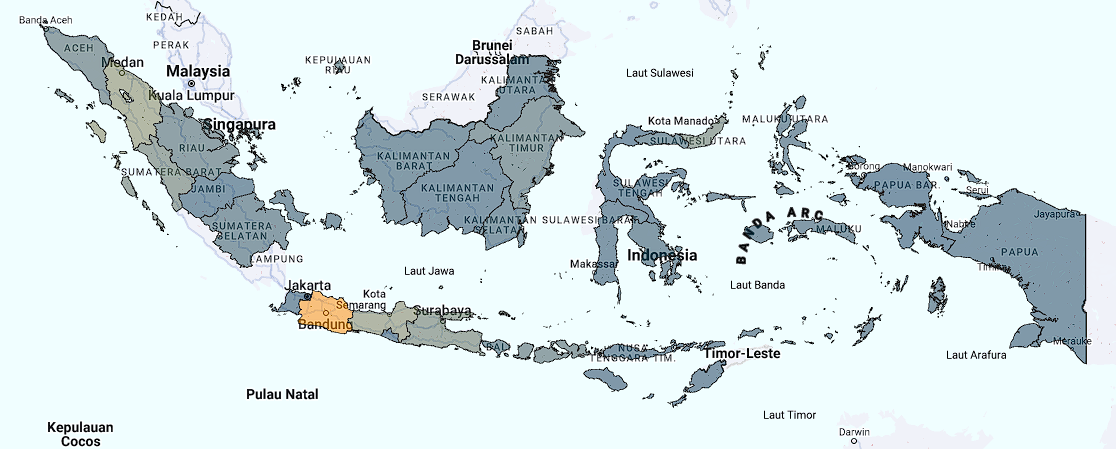 Banda Aceh
KEDAH
ACEH
PERAK
Medan
Malaysia
Kuala Lumpur
Singapura
KEPULAUAN
RIAU
Brunei
Darussalam
SABAH
SERAWAK
KALIMANTAN
UTARA
Laut Sulawesi
Kota Manado
SULAWESI UTARA
MALUKU UTARA
RIAU
SUMATERA BARAT
JAMBI
SUMATERA
SELATAN
LAMPUNG
KALIMANTAN
BARAT
KALIMANTAN
TIMUR
KALIMANTAN
TENGAH
KALIMANTAN
SELATAN
SULAWESI
TENGAH
SULAWESI BARAT
Sorong
Manokwari
PAPUA BAR.
Serui
Nabire
Jayapura
BANDA ARC
MALUKU
PAPUA
Makassar
Indonesia
Laut Jawa
Laut Banda
Jakarta
Kota
Semarang
Surabaya
Bandung
BALI
NUSA
TENGGARA TIM.
Timor-Leste
Merauke
Laut Arafura
Pulau Natal
Laut Timor
Kepulauan
Cocos
Darwin